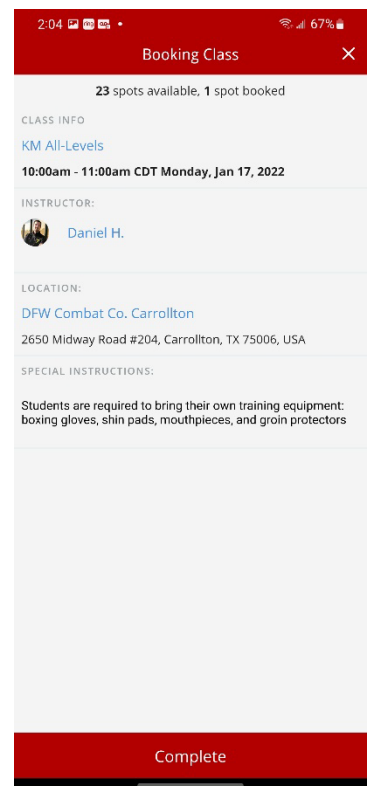 2:04 67%
Booking Class
23 spots available, 1 spot booked
CLASS INFO
KM All-Levels
10:00am - 11:00am CDT Monday, Jan 17, 2022
INSTRUCTOR:
Daniel H.
LOCATION:
DFW Combat Co. Carrollton
2650 Midway Road #204, Carrollton, TX 75006, USA
SPECIAL INSTRUCTIONS:
Students are required to bring their own training equipment:
boxing gloves, shin pads, mouthpieces, and groin protectors
Complete